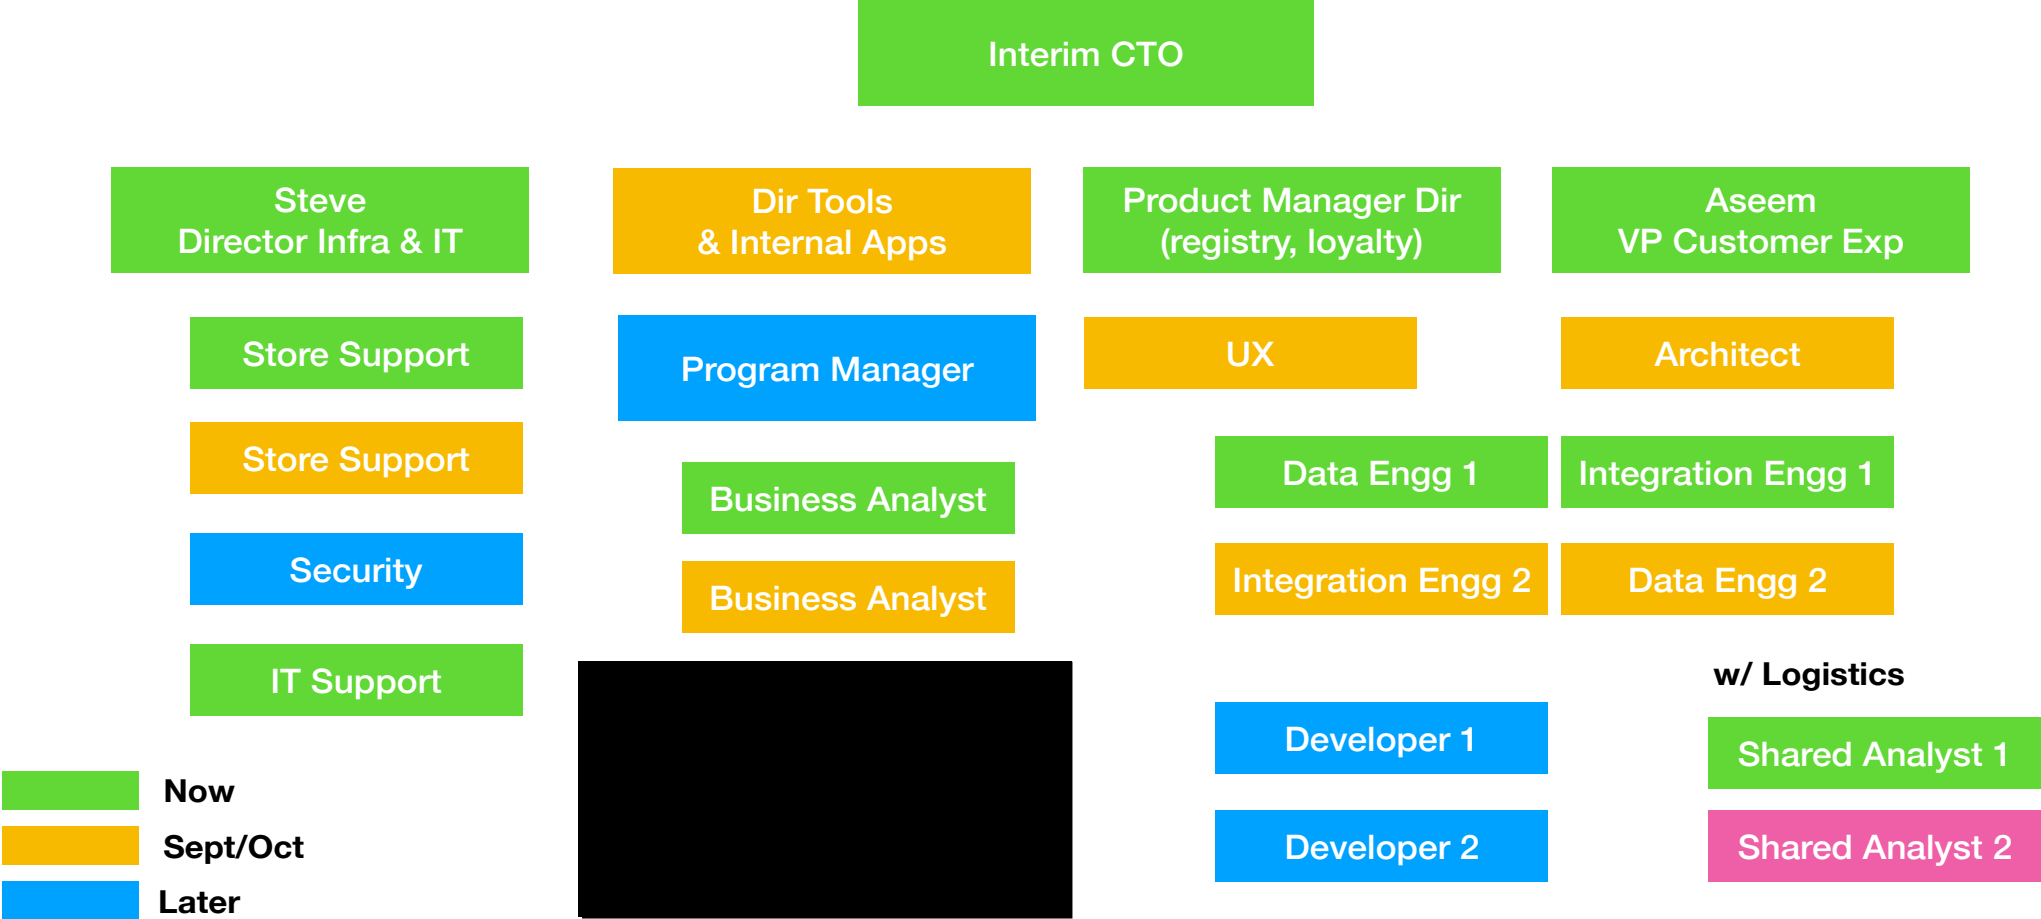 Interim CTO
Steve
Director Infra & IT
Dir Tools
& Internal Apps
Product Manager Dir
(registry, loyalty)
Aseem
VP Customer Exp
Store Support
Store Support
Security
IT Support
Program Manager
Business Analyst
Business Analyst
UX
Architect
Data Engg 1
Integration Engg 1
Integration Engg 2
Data Engg 2
Developer 1
Developer 2
w/ Logistics
Shared Analyst 1
Shared Analyst 2
Now
Sept/Oct
Later